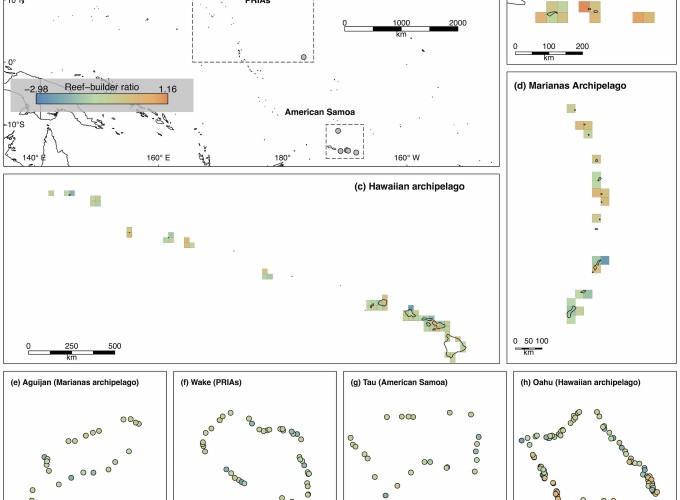 PRIAs
0 1000 2000
km
0°
−2.98 Reef−builder ratio 1.16
American Samoa
10°S
140° E 160° E 180° 160° W
0 100 200
km
(d) Marianas Archipelago
0 50 100
km
(c) Hawaiian archipelago
0 250 500
km
(e) Aguijan (Marianas archipelago)
(f) Wake (PRIAs)
(g) Tau (American Samoa)
(h) Oahu (Hawaiian archipelago)